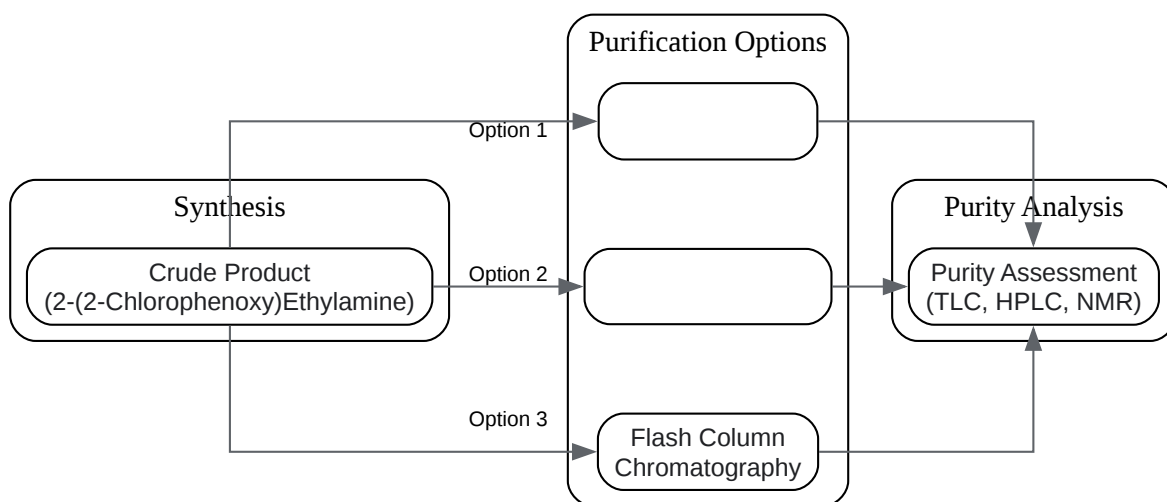 Purification Options
Option 1
Synthesis
Crude Product
(2-(2-Chlorophenoxy)Ethylamine)
Option 2
Purity Analysis
Purity Assessment
(TLC, HPLC, NMR)
Option 3
Flash Column
Chromatography